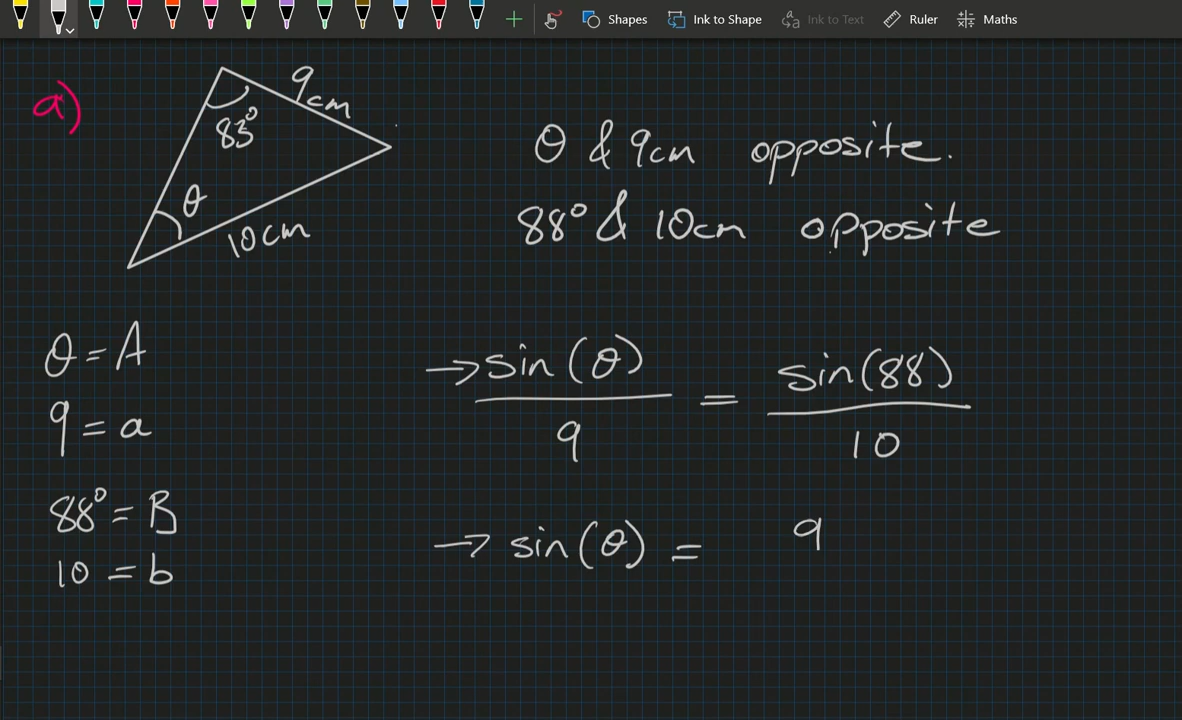 Shapes Ink to Shape Ink to Text Ruler Maths
a)
9cm
83°
θ
10cm
θ & 9cm opposite.
88° & 10cm opposite
θ = A
9 = a
88° = B
10 = b
→ sin(θ)/9 = sin(88)/10
→ sin(θ) = 9